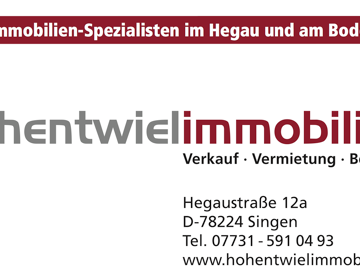 mmobilien-Spezialisten im Hegau und am Bod
hentwielimmobili
Verkauf · Vermietung · B
Hegaustraße 12a
D-78224 Singen
Tel. 07731 - 591 04 93
www.hohentwielimmob